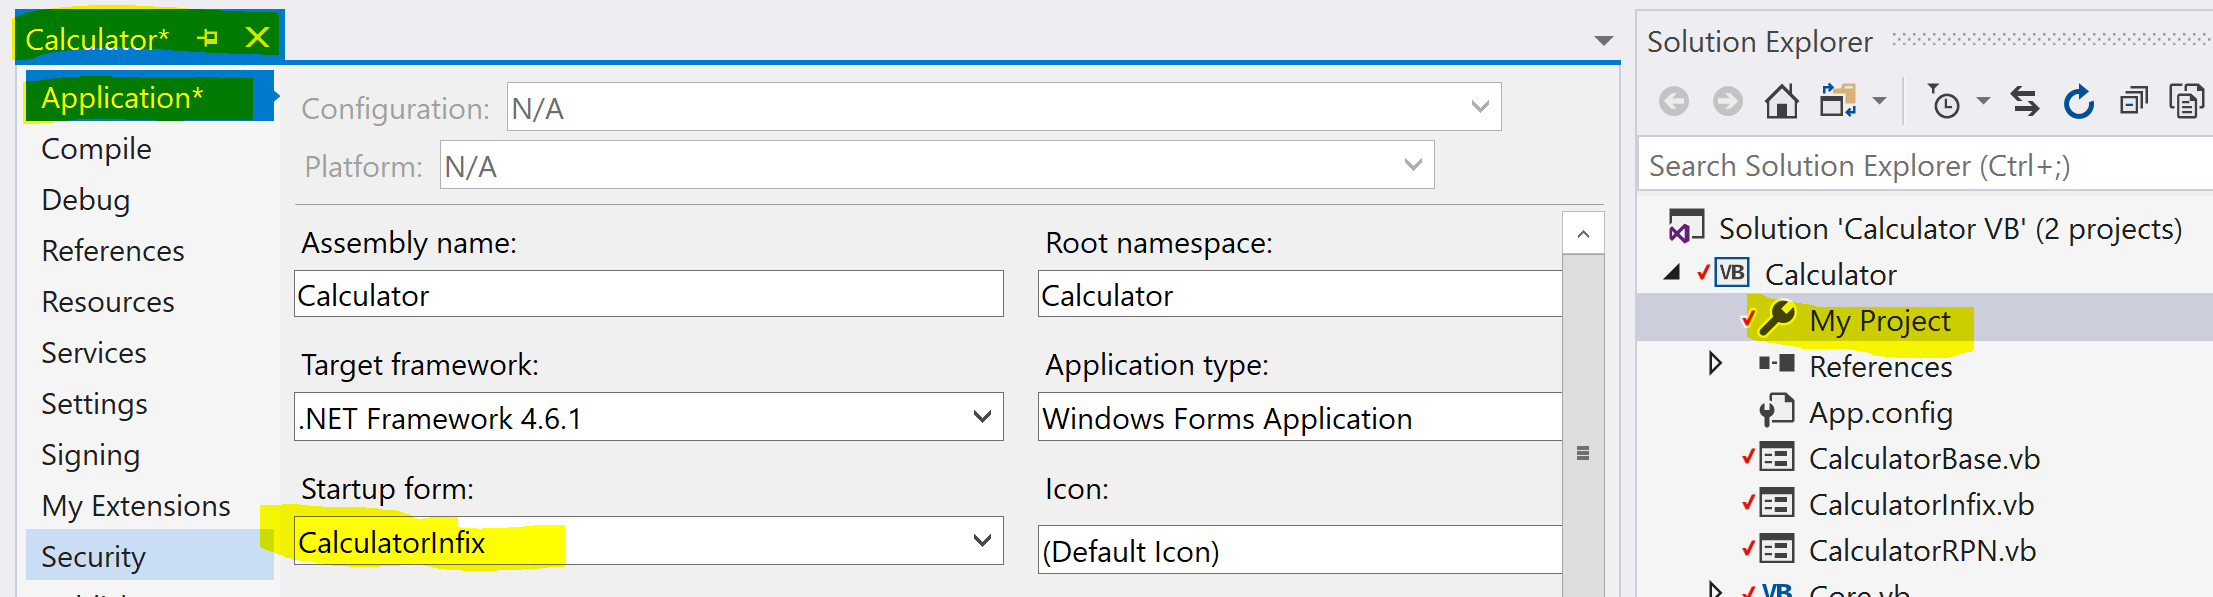 Calculator*
Application*
Compile
Debug
References
Resources
Services
Settings
Signing
My Extensions
Security
Configuration: N/A
Platform: N/A
Assembly name:
Calculator
Root namespace:
Calculator
Target framework:
.NET Framework 4.6.1
Application type:
Windows Forms Application
Startup form:
CalculatorInfix
Icon:
(Default Icon)
Solution Explorer
Search Solution Explorer (Ctrl+;)
Solution 'Calculator VB' (2 projects)
VB Calculator
My Project
References
App.config
CalculatorBase.vb
CalculatorInfix.vb
CalculatorRPN.vb
VB Core.vb